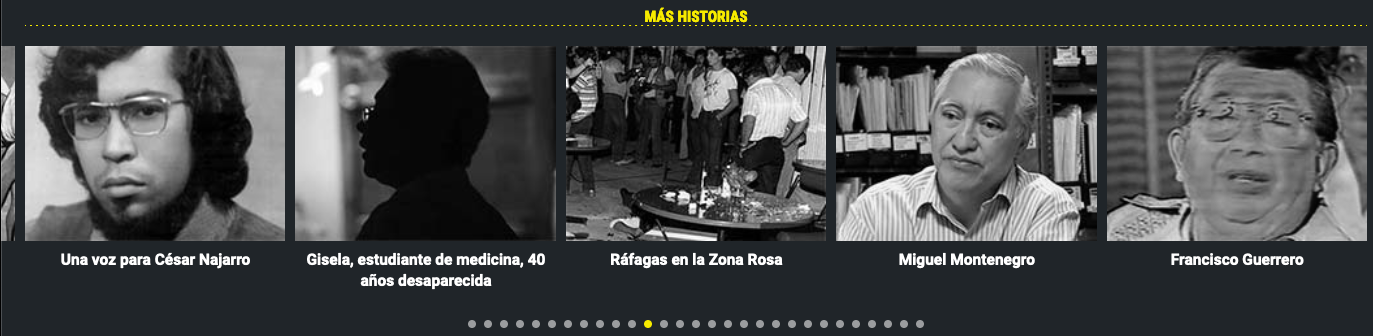 MÁS HISTORIAS
Una voz para César Najarro
Gisela, estudiante de medicina, 40
años desaparecida
Ráfagas en la Zona Rosa
Miguel Montenegro
Francisco Guerrero